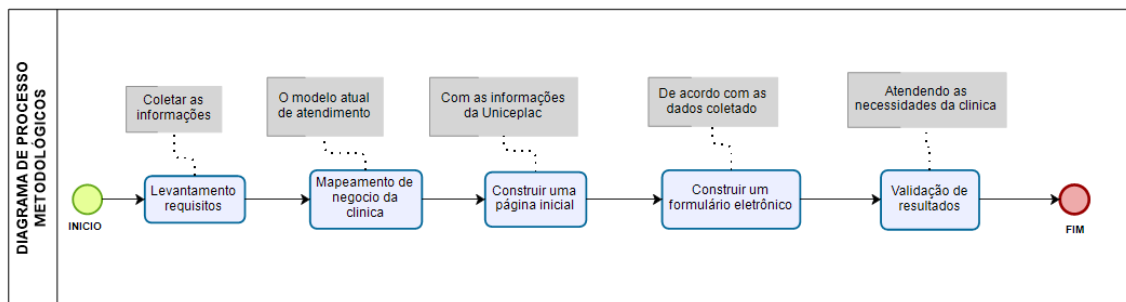 DIAGRAMA DE PROCESSO
METODOLÓGICOS
Coletar as
informações
O modelo atual
de atendimento
Com as informações
da Uniceplac
De acordo com as
dados coletado
Atendendo as
necessidades da clinica
INICIO
Levantamento
requisitos
Mapeamento de
negocio da
clinica
Construir uma
página inicial
Construir um
formulário eletrônico
Validação de
resultados
FIM